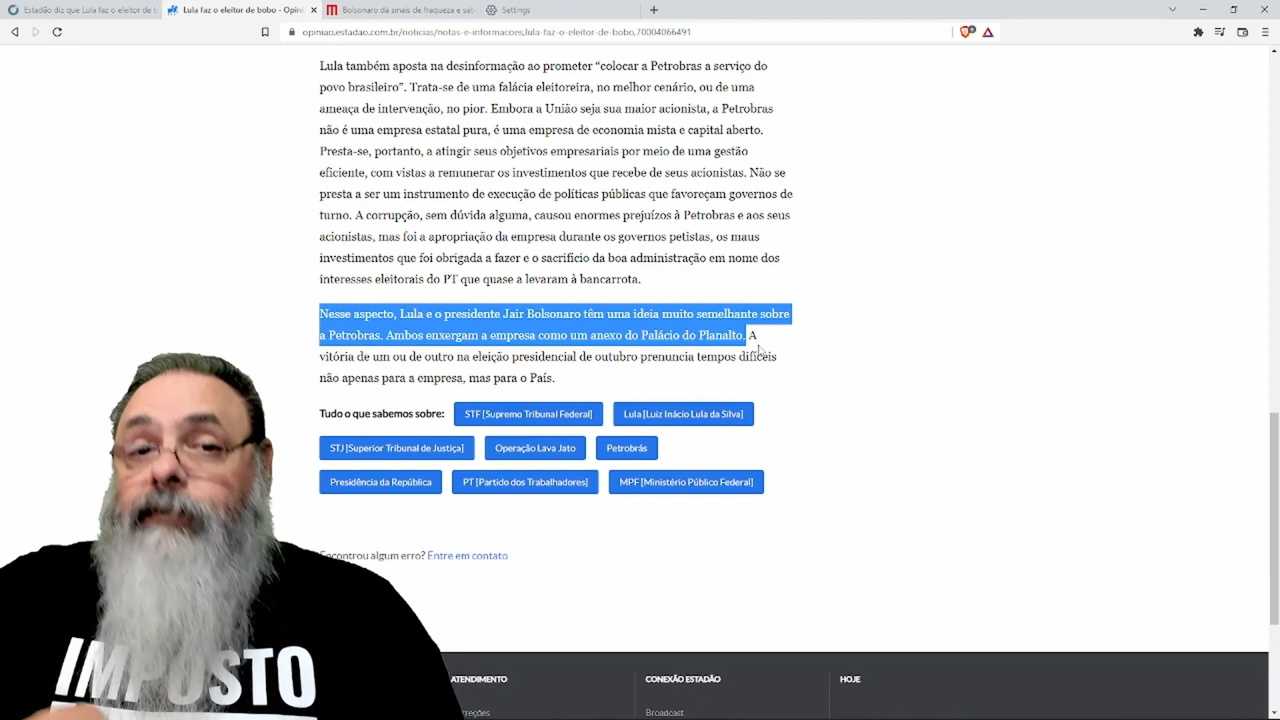 Estadão diz que Lula faz o eleitor de b
Lula faz o eleitor de bobo - Opini
Bolsonaro dá sinais de fraqueza e sab
Settings
opiniao.estadao.com.br/noticias/notas-e-informacoes,lula-faz-o-eleitor-de-bobo,70004066491
Lula também aposta na desinformação ao prometer “colocar a Petrobras a serviço do
povo brasileiro”. Trata-se de uma falácia eleitoreira, no melhor cenário, ou de uma
ameaça de intervenção, no pior. Embora a União seja sua maior acionista, a Petrobras
não é uma empresa estatal pura, é uma empresa de economia mista e capital aberto.
Presta-se, portanto, a atingir seus objetivos empresariais por meio de uma gestão
eficiente, com vistas a remunerar os investimentos que recebe de seus acionistas. Não se
presta a ser um instrumento de execução de políticas públicas que favoreçam governos de
turno. A corrupção, sem dúvida alguma, causou enormes prejuízos à Petrobras e aos seus
acionistas, mas foi a apropriação da empresa durante os governos petistas, os maus
investimentos que foi obrigada a fazer e o sacrifício da boa administração em nome dos
interesses eleitorais do PT que quase a levaram à bancarrota.
Nesse aspecto, Lula e o presidente Jair Bolsonaro têm uma ideia muito semelhante sobre
a Petrobras. Ambos enxergam a empresa como um anexo do Palácio do Planalto. A
vitória de um ou de outro na eleição presidencial de outubro prenuncia tempos difíceis
não apenas para a empresa, mas para o País.
Tudo o que sabemos sobre: STF [Supremo Tribunal Federal] Lula [Luiz Inácio Lula da Silva]
STJ [Superior Tribunal de Justiça] Operação Lava Jato Petrobrás
Presidência da República PT [Partido dos Trabalhadores] MPF [Ministério Público Federal]
Encontrou algum erro? Entre em contato
IMPOSTO
ATENDIMENTO CONEXÃO ESTADÃO HOJE
Broadcast